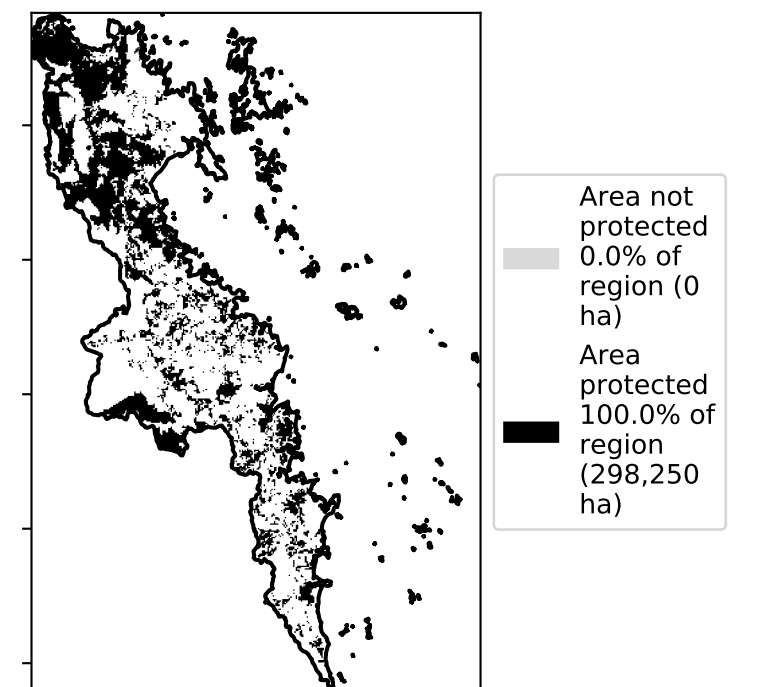 Area not
protected
0.0% of
region (0
ha)
Area
protected
100.0% of
region
(298,250
ha)